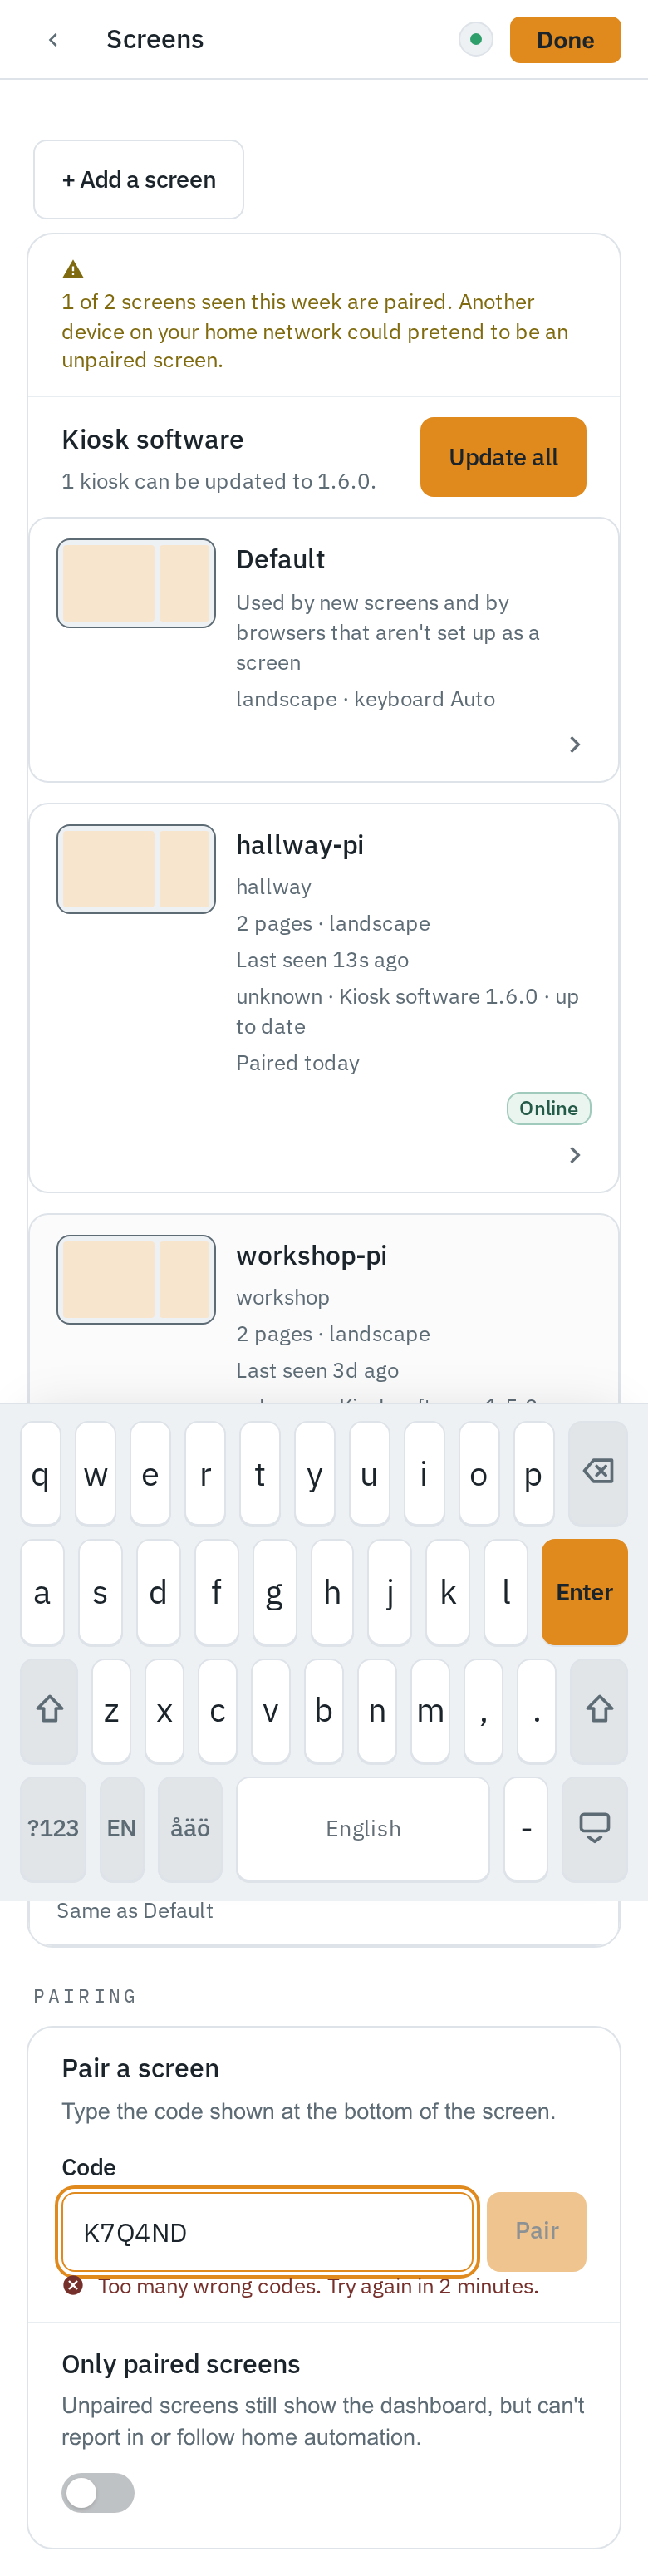 Screens
Done
+ Add a screen
1 of 2 screens seen this week are paired. Another
device on your home network could pretend to be an
unpaired screen.
Kiosk software
1 kiosk can be updated to 1.6.0.
Update all
Default
Used by new screens and by
browsers that aren't set up as a
screen
landscape · keyboard Auto
hallway-pi
hallway
2 pages · landscape
Last seen 13s ago
unknown · Kiosk software 1.6.0 · up
to date
Paired today
Online
workshop-pi
workshop
2 pages · landscape
Last seen 3d ago
q w e r t y u i o p
a s d f g h j k l Enter
z x c v b n m , .
?123 EN åäö English -
Same as Default
PAIRING
Pair a screen
Type the code shown at the bottom of the screen.
Code
K7Q4ND
Pair
Too many wrong codes. Try again in 2 minutes.
Only paired screens
Unpaired screens still show the dashboard, but can't
report in or follow home automation.